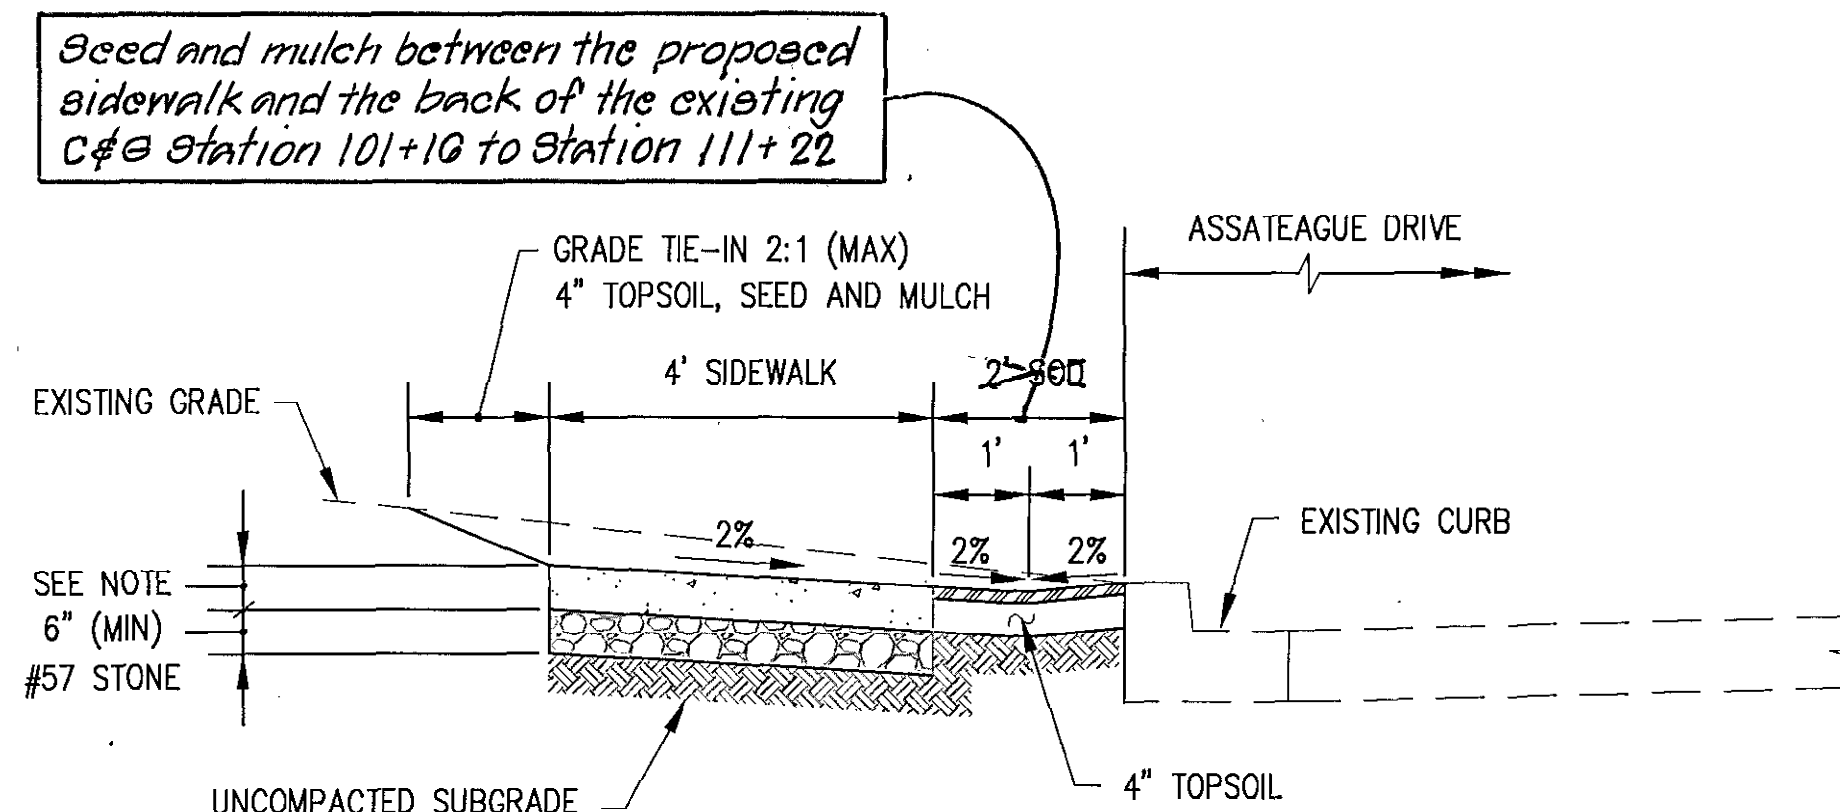 Seed and mulch between the proposed
sidewalk and the back of the existing
C&G Station 101+16 to Station 111+22
ASSATEAGUE DRIVE
GRADE TIE-IN 2:1 (MAX)
4" TOPSOIL, SEED AND MULCH
4' SIDEWALK
2' SOD
EXISTING GRADE
1' 1'
2%
2% 2%
EXISTING CURB
SEE NOTE
6" (MIN)
#57 STONE
4" TOPSOIL
UNCOMPACTED SUBGRADE